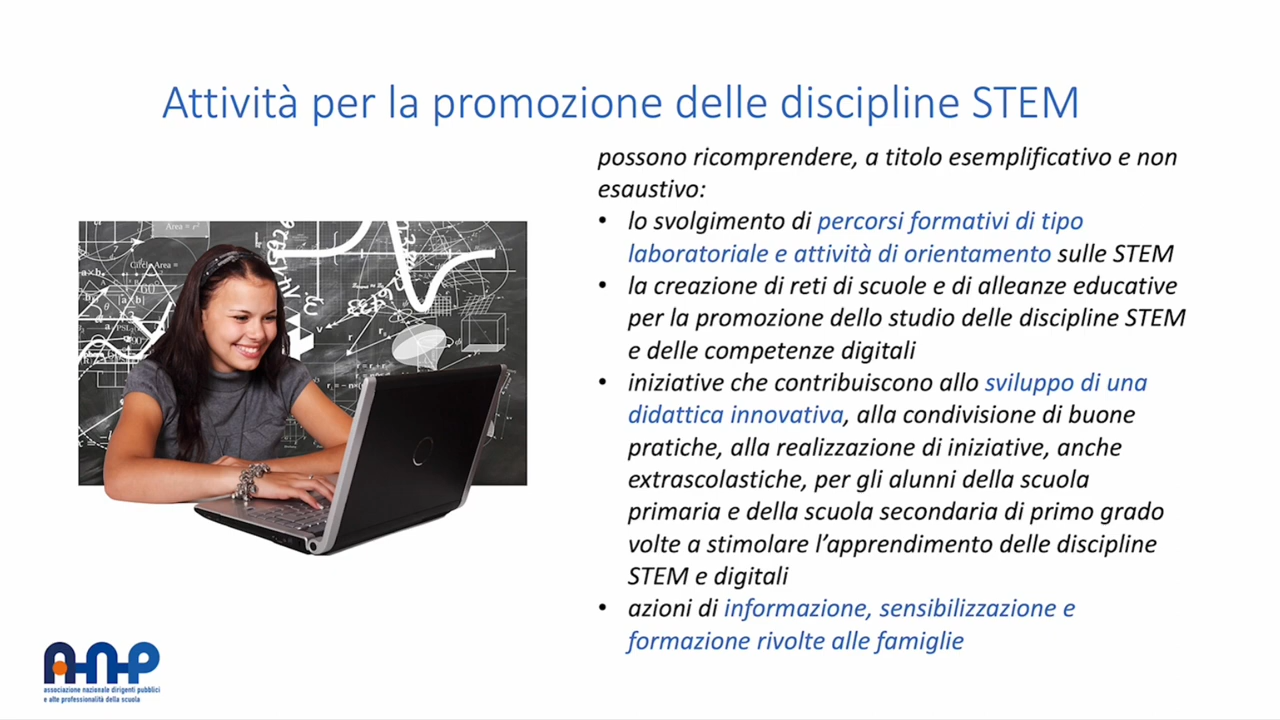 Attività per la promozione delle discipline STEM
possono ricomprendere, a titolo esemplificativo e non
esaustivo:
• lo svolgimento di percorsi formativi di tipo
laboratoriale e attività di orientamento sulle STEM
• la creazione di reti di scuole e di alleanze educative
per la promozione dello studio delle discipline STEM
e delle competenze digitali
• iniziative che contribuiscono allo sviluppo di una
didattica innovativa, alla condivisione di buone
pratiche, alla realizzazione di iniziative, anche
extrascolastiche, per gli alunni della scuola
primaria e della scuola secondaria di primo grado
volte a stimolare l’apprendimento delle discipline
STEM e digitali
• azioni di informazione, sensibilizzazione e
formazione rivolte alle famiglie
Area = r²
Circle Area =
A-N-P
associazione nazionale dirigenti pubblici
e alte professionalità della scuola